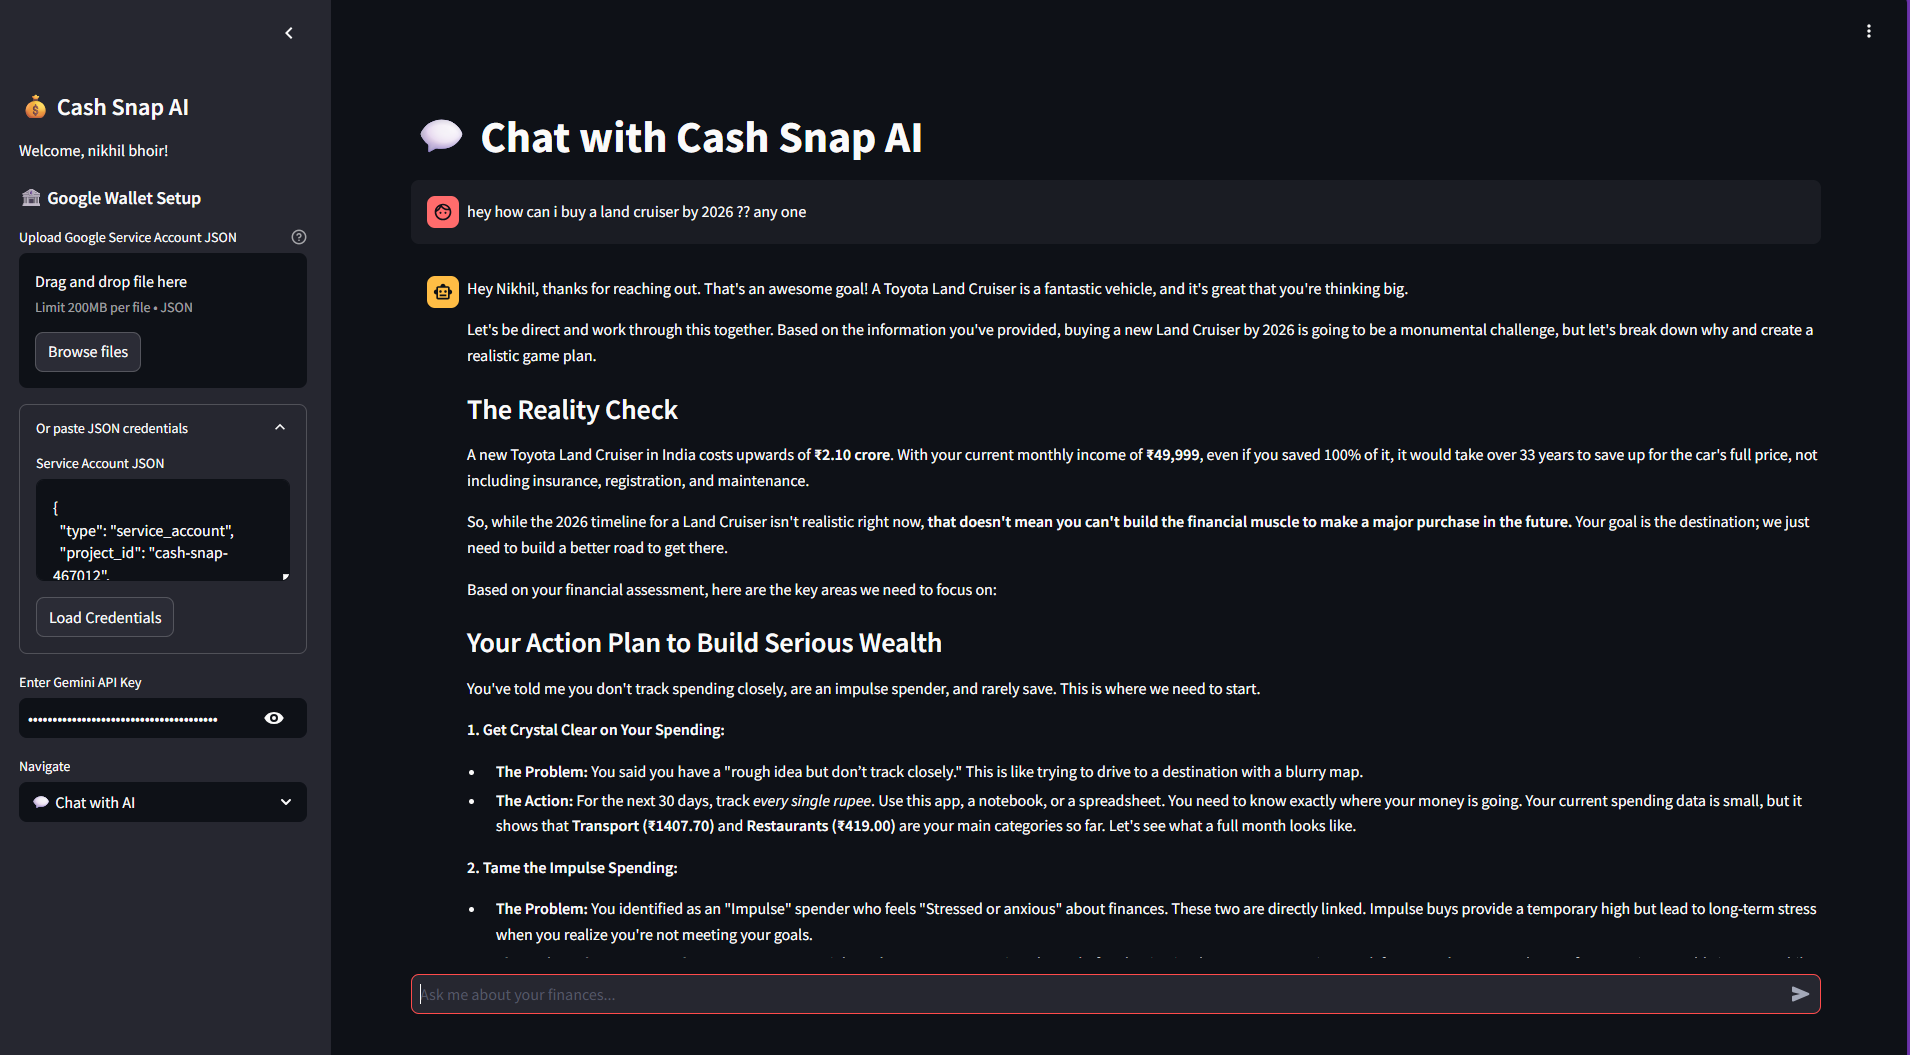 Cash Snap AI
Welcome, nikhil bhoir!
Google Wallet Setup
Upload Google Service Account JSON
Drag and drop file here
Limit 200MB per file • JSON
Browse files
Or paste JSON credentials
Service Account JSON
{
"type": "service_account",
"project_id": "cash-snap-
467012",
Load Credentials
Enter Gemini API Key
Navigate
Chat with AI
Chat with Cash Snap AI
hey how can i buy a land cruiser by 2026 ?? any one
Hey Nikhil, thanks for reaching out. That's an awesome goal! A Toyota Land Cruiser is a fantastic vehicle, and it's great that you're thinking big.
Let's be direct and work through this together. Based on the information you've provided, buying a new Land Cruiser by 2026 is going to be a monumental challenge, but let's break down why and create a
realistic game plan.
The Reality Check
A new Toyota Land Cruiser in India costs upwards of ₹2.10 crore. With your current monthly income of ₹49,999, even if you saved 100% of it, it would take over 33 years to save up for the car's full price, not
including insurance, registration, and maintenance.
So, while the 2026 timeline for a Land Cruiser isn't realistic right now, that doesn't mean you can't build the financial muscle to make a major purchase in the future. Your goal is the destination; we just
need to build a better road to get there.
Based on your financial assessment, here are the key areas we need to focus on:
Your Action Plan to Build Serious Wealth
You've told me you don't track spending closely, are an impulse spender, and rarely save. This is where we need to start.
1. Get Crystal Clear on Your Spending:
• The Problem: You said you have a "rough idea but don’t track closely." This is like trying to drive to a destination with a blurry map.
• The Action: For the next 30 days, track every single rupee. Use this app, a notebook, or a spreadsheet. You need to know exactly where your money is going. Your current spending data is small, but it
shows that Transport (₹1407.70) and Restaurants (₹419.00) are your main categories so far. Let's see what a full month looks like.
2. Tame the Impulse Spending:
• The Problem: You identified as an "Impulse" spender who feels "Stressed or anxious" about finances. These two are directly linked. Impulse buys provide a temporary high but lead to long-term stress
when you realize you're not meeting your goals.
Ask me about your finances...